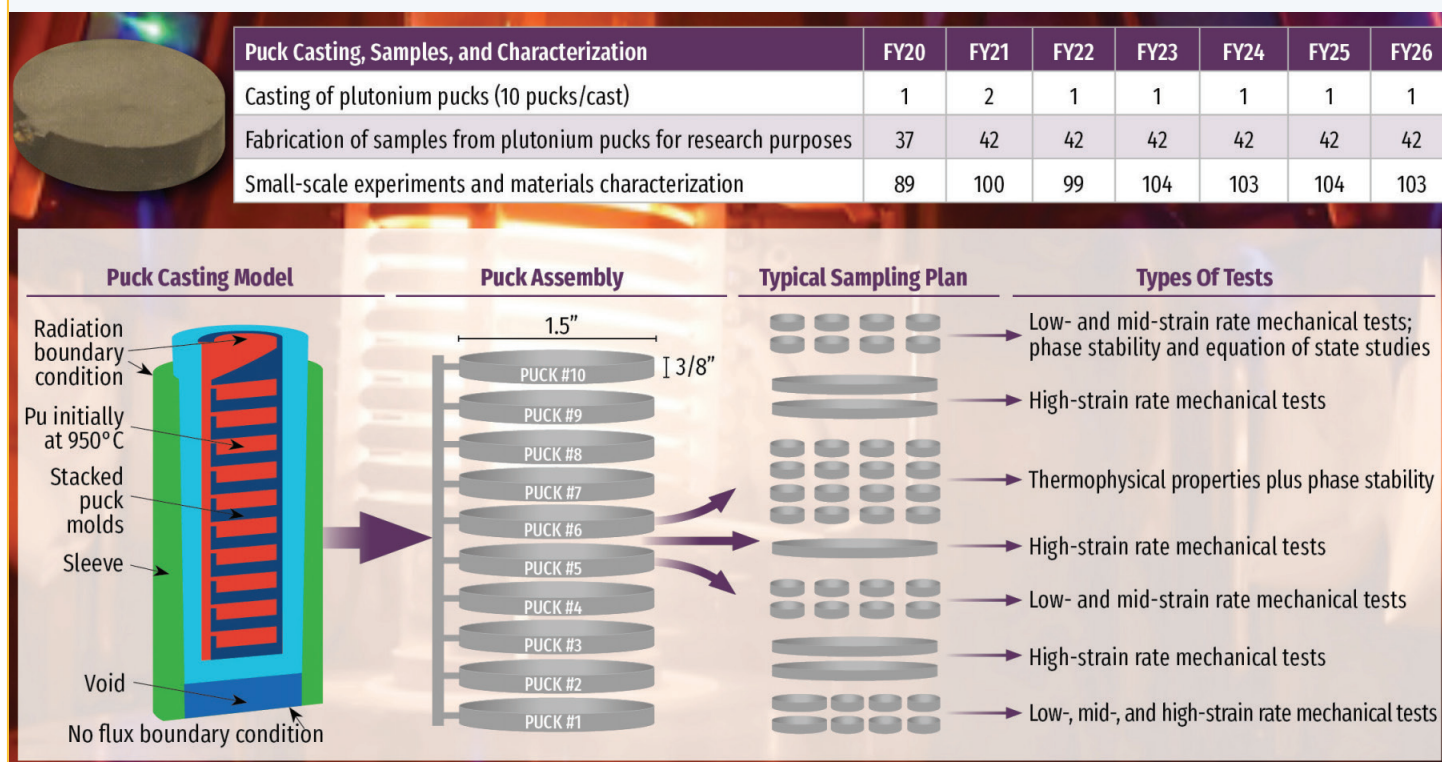 Puck Casting, Samples, and Characterization FY20 FY21 FY22 FY23 FY24 FY25 FY26
Casting of plutonium pucks (10 pucks/cast) 1 2 1 1 1 1 1
Fabrication of samples from plutonium pucks for research purposes 37 42 42 42 42 42 42
Small-scale experiments and materials characterization 89 100 99 104 103 104 103
Puck Casting Model
Radiation
boundary
condition
Pu initially
at 950°C
Stacked
puck
molds
Sleeve
Void
No flux boundary condition
Puck Assembly
1.5”
3/8”
PUCK #10
PUCK #9
PUCK #8
PUCK #7
PUCK #6
PUCK #5
PUCK #4
PUCK #3
PUCK #2
PUCK #1
Typical Sampling Plan
Types Of Tests
Low- and mid-strain rate mechanical tests;
phase stability and equation of state studies
High-strain rate mechanical tests
Thermophysical properties plus phase stability
High-strain rate mechanical tests
Low- and mid-strain rate mechanical tests
High-strain rate mechanical tests
Low-, mid-, and high-strain rate mechanical tests